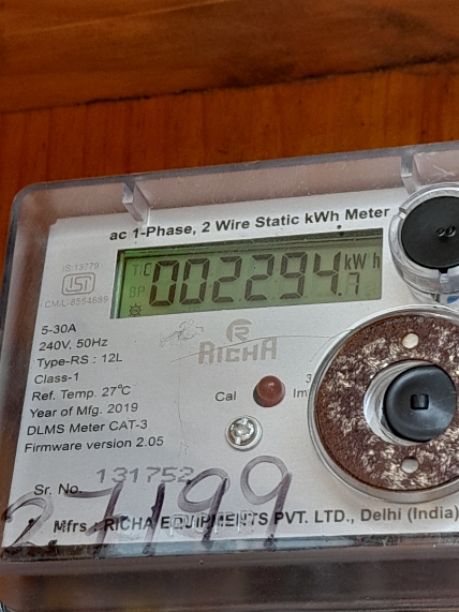 ac 1-Phase, 2 Wire Static kWh Meter
IS:13779
ISI
CM/L-8554689
002294.7 kWh
5-30A
240V, 50Hz
Type-RS : 12L
Class-1
Ref. Temp. 27°C
Year of Mfg. 2019
DLMS Meter CAT-3
Firmware version 2.05
RICHA
Cal
Sr. No. 131752
27199
Mfrs : RICHA EQUIPMENTS PVT. LTD., Delhi (India)